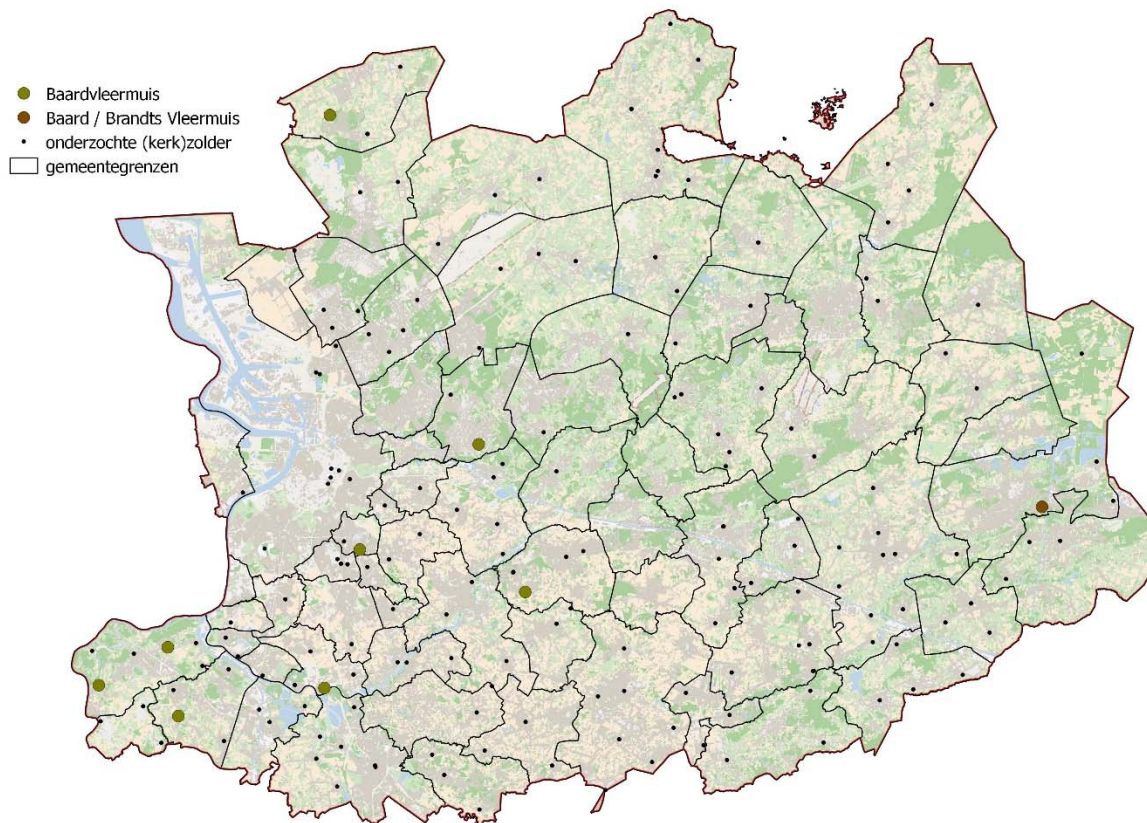 Baardvleermuis
Baard / Brandts Vleermuis
onderzochte (kerk)zolder
gemeentegrenzen